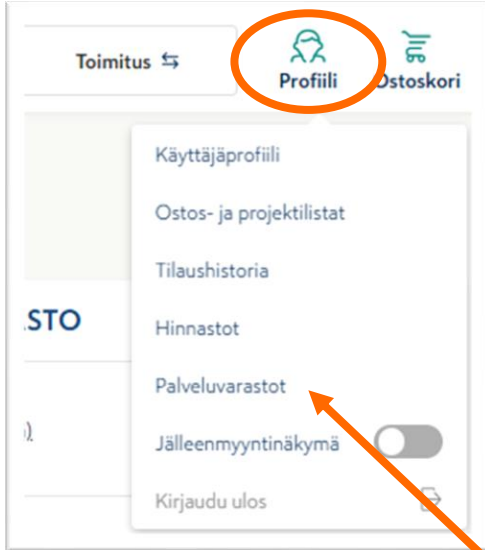 Toimitus
Profiili
Ostoskori
Käyttäjäprofiili
Ostos- ja projektilistat
Tilaushistoria
STO
Hinnastot
Palveluvarastot
).
Jälleenmyyntinäkymä
Kirjaudu ulos